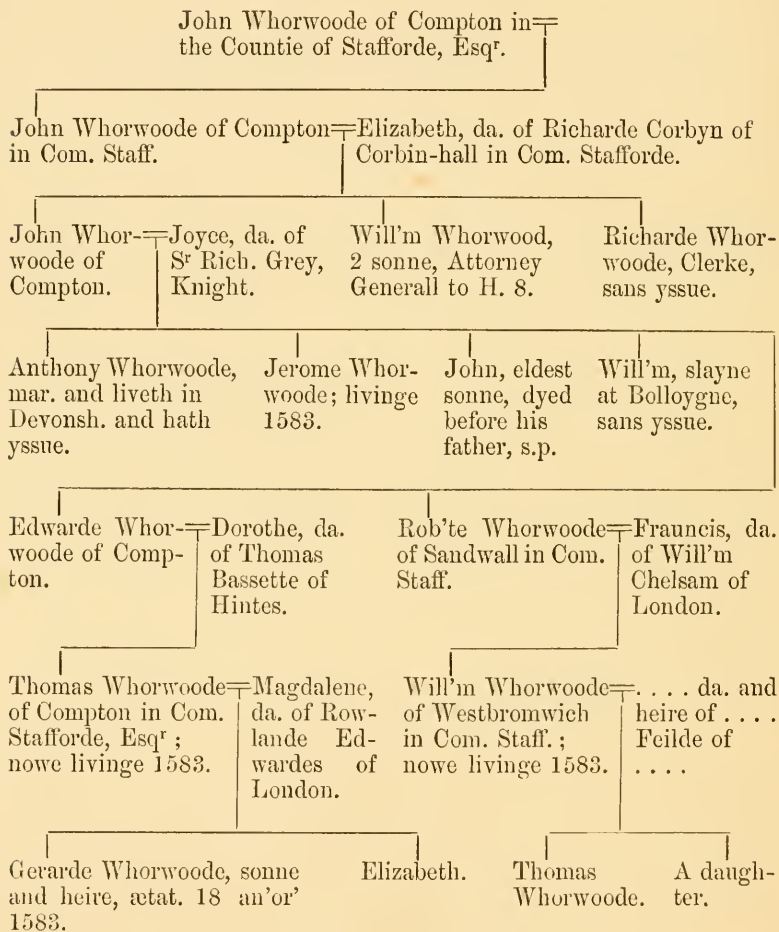 John Whorwoode of Compton in
the Countie of Stafforde, Esqʳ.
John Whorwoode of Compton
in Com. Staff.
Elizabeth, da. of Richarde Corbyn of
Corbin-hall in Com. Stafforde.
John Whor-
woode of
Compton.
Joyce, da. of
Sʳ Rich. Grey,
Knight.
Will'm Whorwood,
2 sonne, Attorney
Generall to H. 8.
Richarde Whor-
woode, Clerke,
sans yssue.
Anthony Whorwoode,
mar. and liveth in
Devonsh. and hath
yssue.
Jerome Whor-
woode; livinge
1583.
John, eldest
sonne, dyed
before his
father, s.p.
Will'm, slayne
at Bolloygne,
sans yssue.
Edwarde Whor-
woode of Comp-
ton.
Dorothe, da.
of Thomas
Bassette of
Hintes.
Rob'te Whorwoode
of Sandwall in Com.
Staff.
Frauncis, da.
of Will'm
Chelsam of
London.
Thomas Whorwoode
of Compton in Com.
Stafforde, Esqʳ;
nowe livinge 1583.
Magdalene,
da. of Row-
lande Ed-
wardes of
London.
Will'm Whorwoode
of Westbromwich
in Com. Staff.;
nowe livinge 1583.
. . . . da. and
heire of . . . .
Feilde of
. . . .
Gerarde Whorwoode, sonne
and heire, ætat. 18 an'or'
1583.
Elizabeth.
Thomas
Whorwoode.
A daugh-
ter.